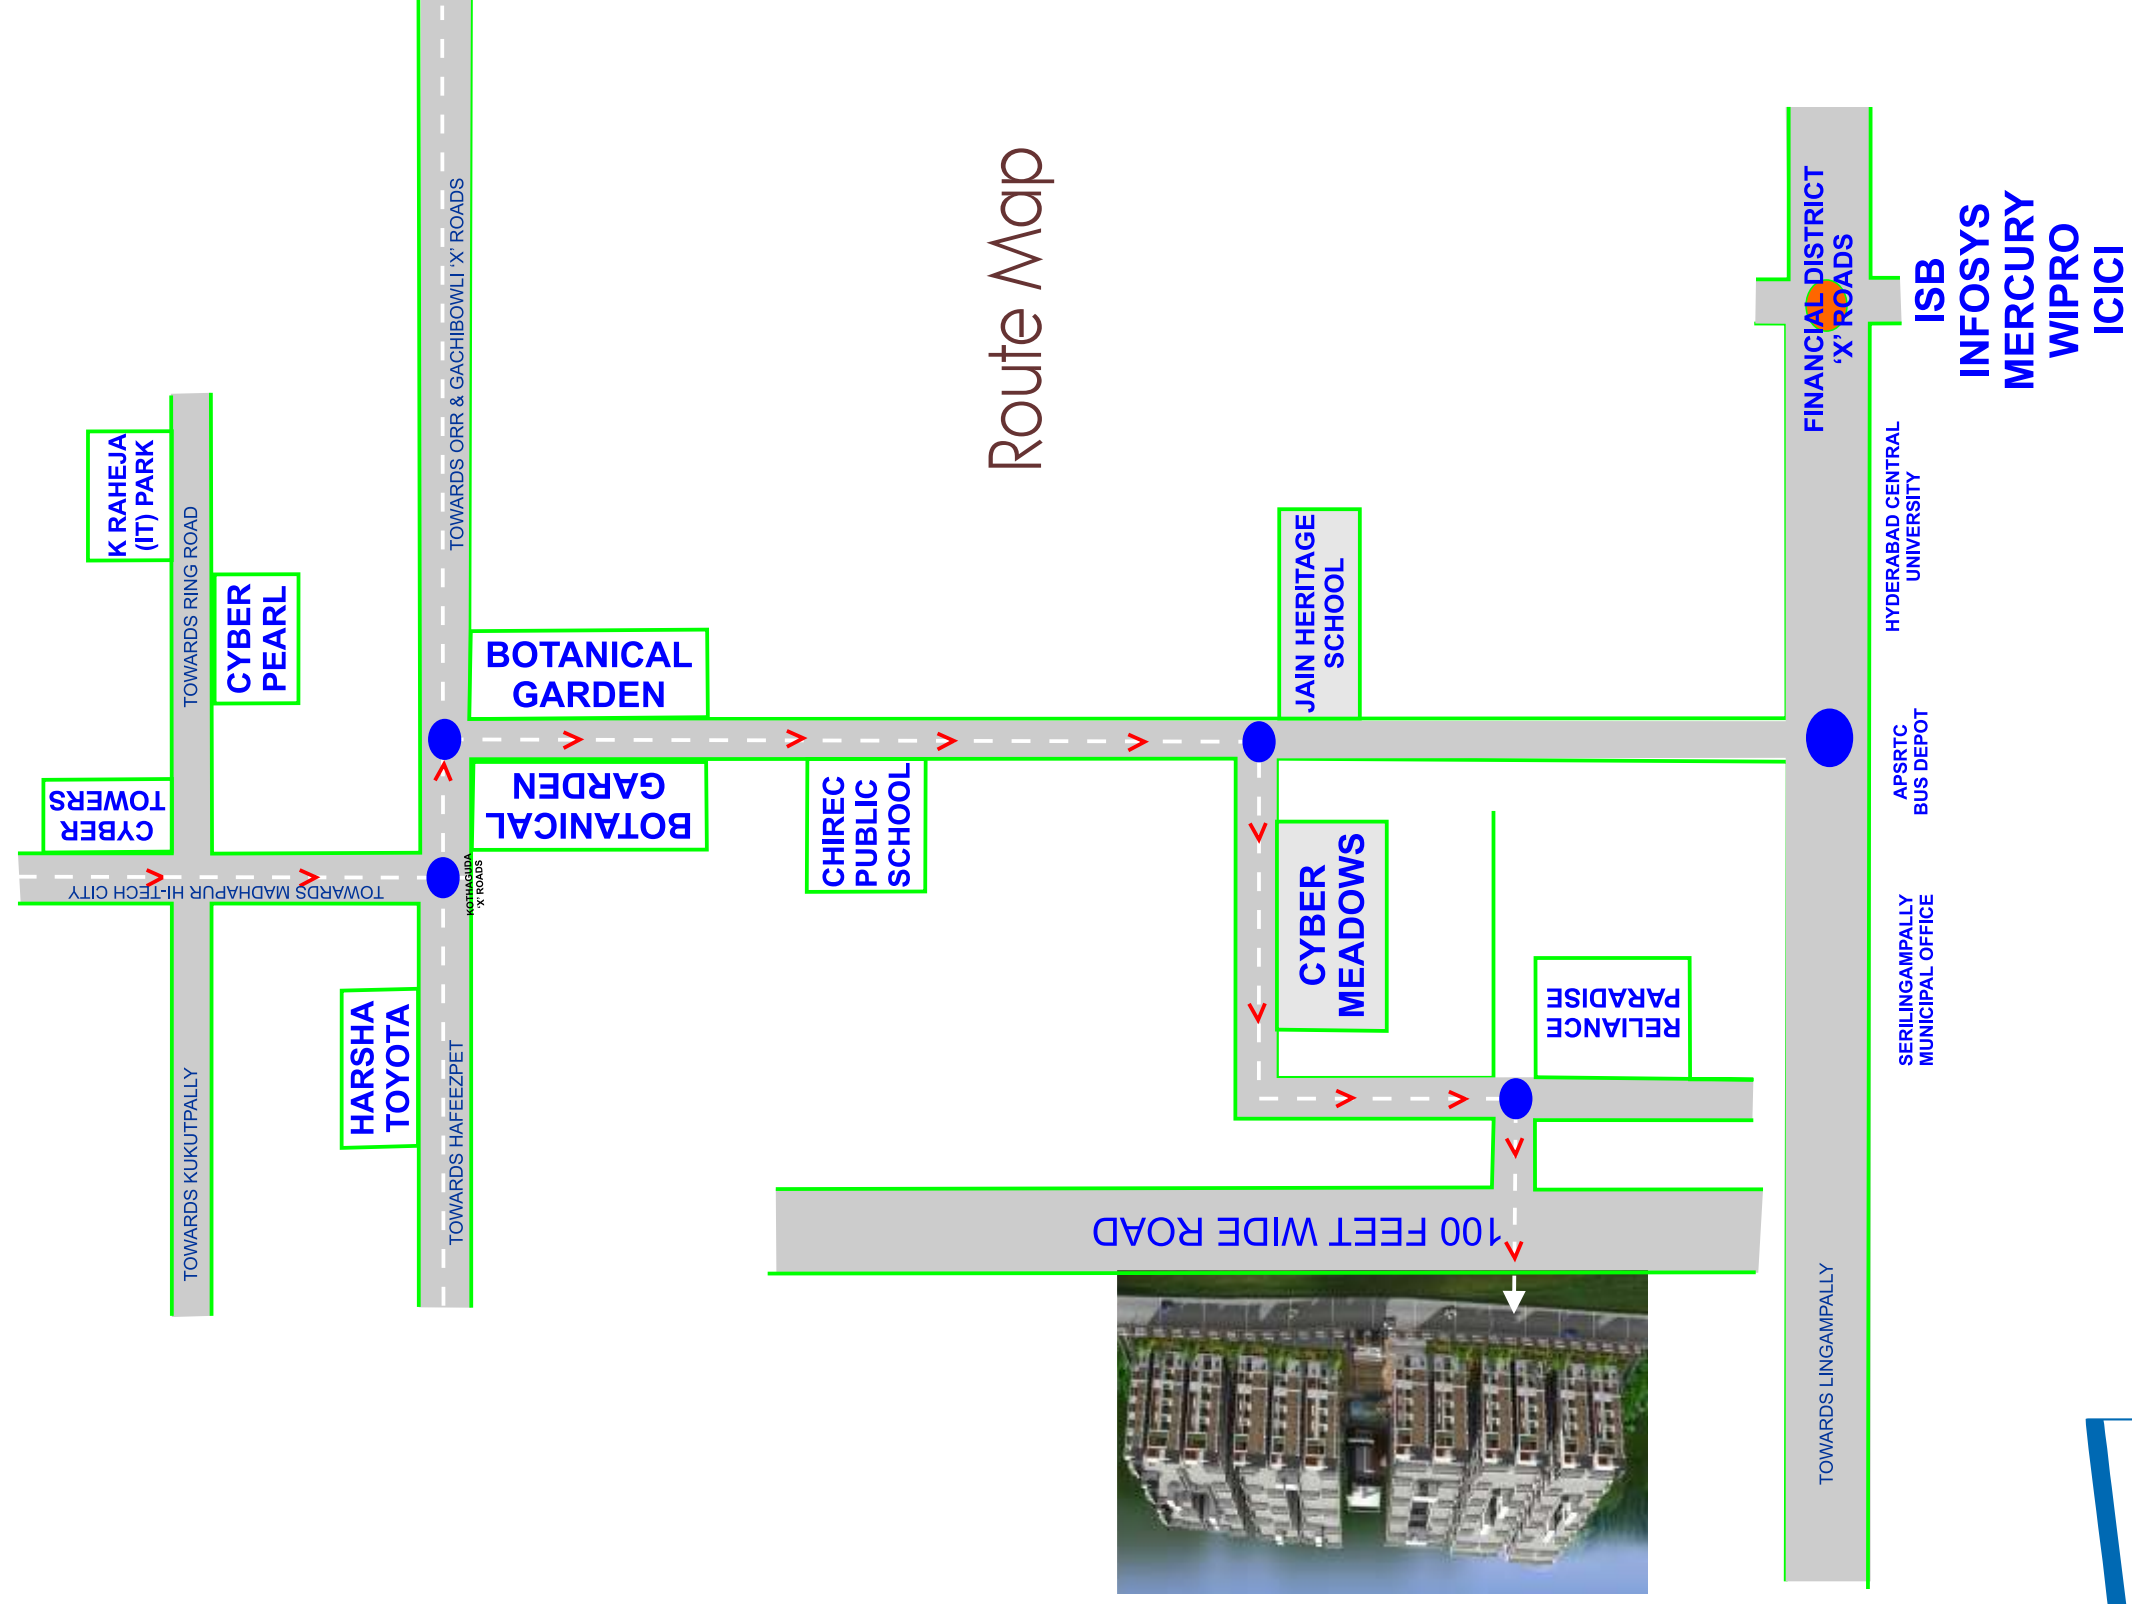 Route Map
K RAHEJA
(IT) PARK
TOWARDS RING ROAD
CYBER
PEARL
CYBER
TOWERS
TOWARDS MADHAPUR HI-TECH CITY
TOWARDS KUKUTPALLY
TOWARDS ORR & GACHIBOWLI ‘X’ ROADS
BOTANICAL
GARDEN
BOTANICAL
GARDEN
KOTHAGUDA
‘X’ ROADS
HARSHA
TOYOTA
TOWARDS HAFEEZPET
CHIREC
PUBLIC
SCHOOL
JAIN HERITAGE
SCHOOL
CYBER
MEADOWS
RELIANCE
PARADISE
100 FEET WIDE ROAD
FINANCIAL DISTRICT
‘X’ ROADS
ISB
INFOSYS
MERCURY
WIPRO
ICICI
HYDERABAD CENTRAL
UNIVERSITY
APSRTC
BUS DEPOT
SERILINGAMPALLY
MUNICIPAL OFFICE
TOWARDS LINGAMPALLY